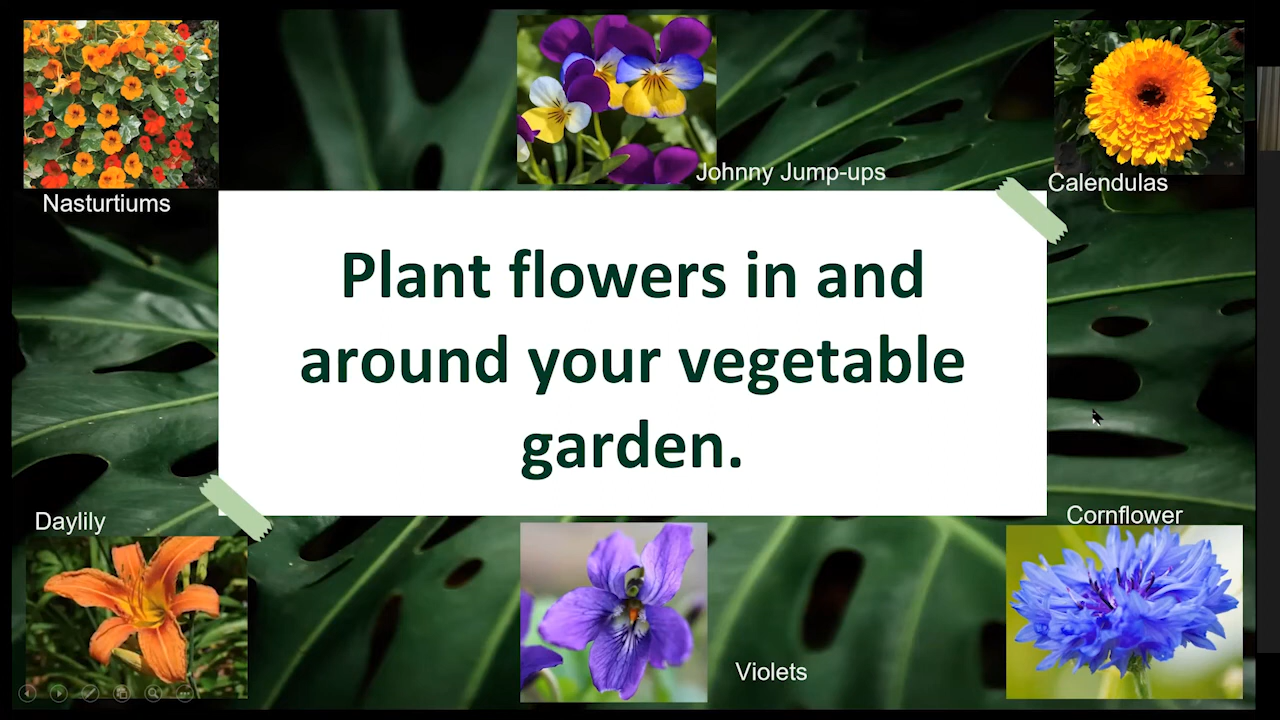 Johnny Jump-ups
Calendulas
Nasturtiums
Plant flowers in and
around your vegetable
garden.
Daylily
Cornflower
Violets